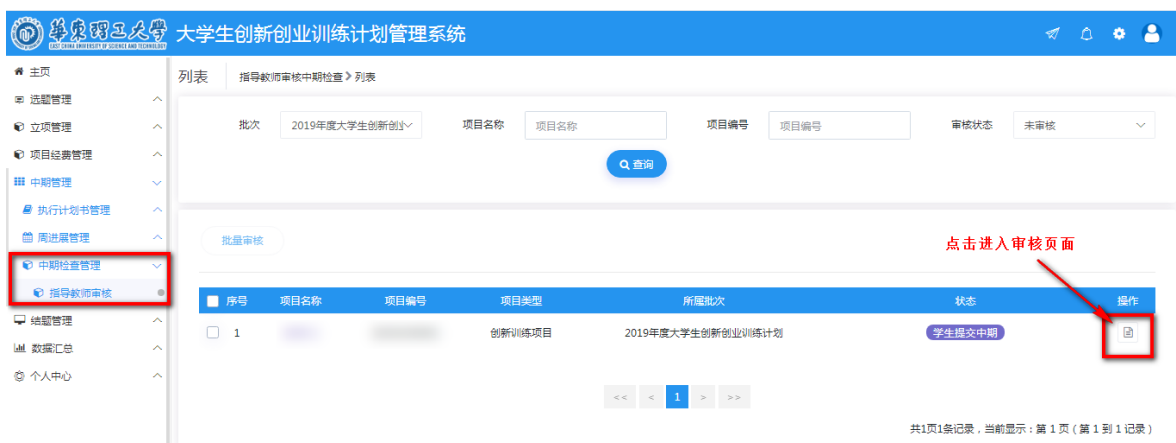 華東理工大學 大学生创新创业训练计划管理系统
EAST CHINA UNIVERSITY OF SCIENCE AND TECHNOLOGY
主页
列表 指导教师审核中期检查 列表
选题管理
立项管理
批次 2019年度大学生创新创业 项目名称 项目名称 项目编号 项目编号 审核状态 未审核
项目经费管理
查询
中期管理
执行计划书管理
周进展管理
批量审核
点击进入审核页面
中期检查管理
指导教师审核
序号 项目名称 项目编号 项目类型 所属批次 状态 操作
结题管理
1 创新训练项目 2019年度大学生创新创业训练计划 学生提交中期
数据汇总
个人中心
<< < 1 > >>
共1页1条记录，当前显示：第 1 页 ( 第 1 到 1 记录 )